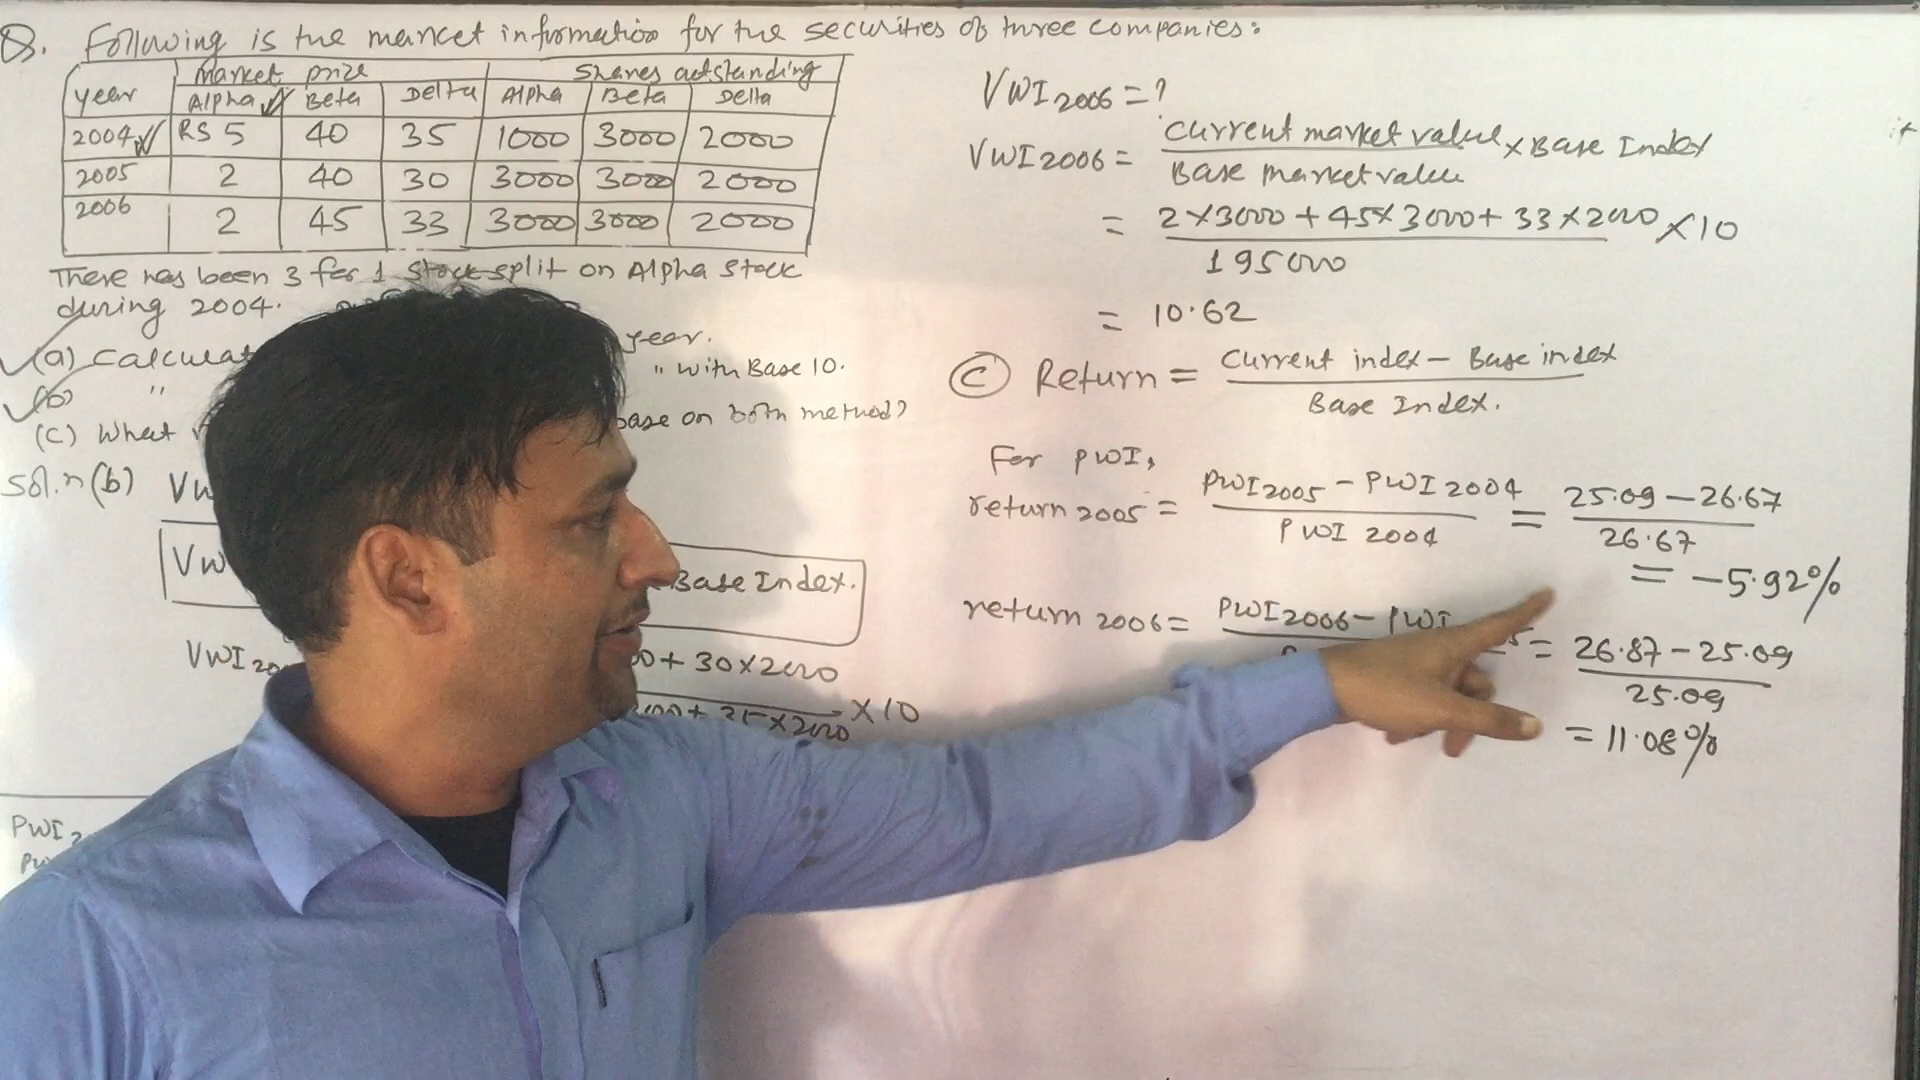 Q. Following is the market information for the securities of three companies:
year Market prize Shares outstanding
Alpha Beta Delta Alpha Beta Delta
2004 RS 5 40 35 1000 3000 2000
2005 2 40 30 3000 3000 2000
2006 2 45 33 3000 3000 2000
There has been 3 for 1 stock split on Alpha stock
during 2004.
(a) Calculat year.
(b) " " with Base 10.
(c) What base on both method?
Sol.n (b)
Base Index.
VWI 00 + 30 × 2000
+ 35 × 2000 × 10
PWI
VWI 2006 = ?
VWI 2006 = Current market value × Base Index
Base market value
= 2 × 3000 + 45 × 3000 + 33 × 2000 × 10
195000
= 10.62
(C) Return = Current index - Base index
Base Index.
For PWI,
return 2005 = PWI 2005 - PWI 2004 = 25.09 - 26.67
PWI 2004 26.67
= -5.92%
return 2006 = PWI 2006 - PWI 5 = 26.87 - 25.09
25.09
= 11.08%